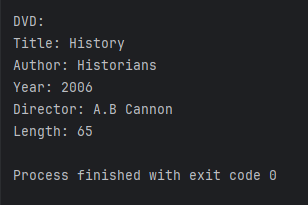 DVD:
Title: History
Author: Historians
Year: 2006
Director: A.B Cannon
Length: 65
Process finished with exit code 0